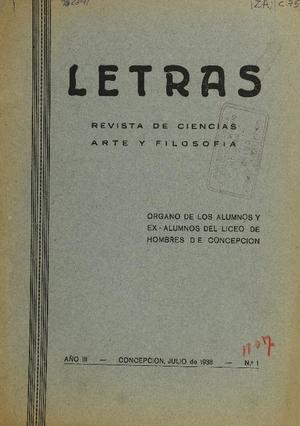 LETRAS
REVISTA DE CIENCIAS
ARTE Y FILOSOFIA
ORGANO DE LOS ALUMNOS Y
EX-ALUMNOS DEL LICEO DE
HOMBRES DE CONCEPCION
AÑO III — CONCEPCION, JULIO de 1938 — N.º 1